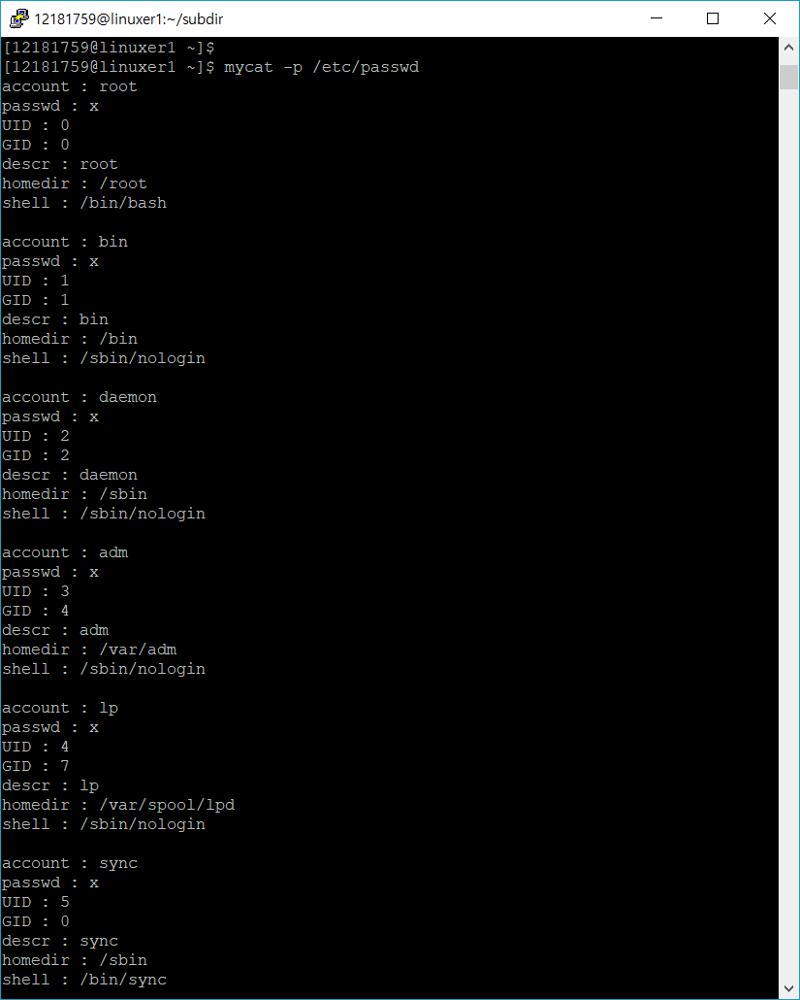 12181759@linuxer1:~/subdir
[12181759@linuxer1 ~]$
[12181759@linuxer1 ~]$ mycat -p /etc/passwd
account : root
passwd : x
UID : 0
GID : 0
descr : root
homedir : /root
shell : /bin/bash

account : bin
passwd : x
UID : 1
GID : 1
descr : bin
homedir : /bin
shell : /sbin/nologin

account : daemon
passwd : x
UID : 2
GID : 2
descr : daemon
homedir : /sbin
shell : /sbin/nologin

account : adm
passwd : x
UID : 3
GID : 4
descr : adm
homedir : /var/adm
shell : /sbin/nologin

account : lp
passwd : x
UID : 4
GID : 7
descr : lp
homedir : /var/spool/lpd
shell : /sbin/nologin

account : sync
passwd : x
UID : 5
GID : 0
descr : sync
homedir : /sbin
shell : /bin/sync